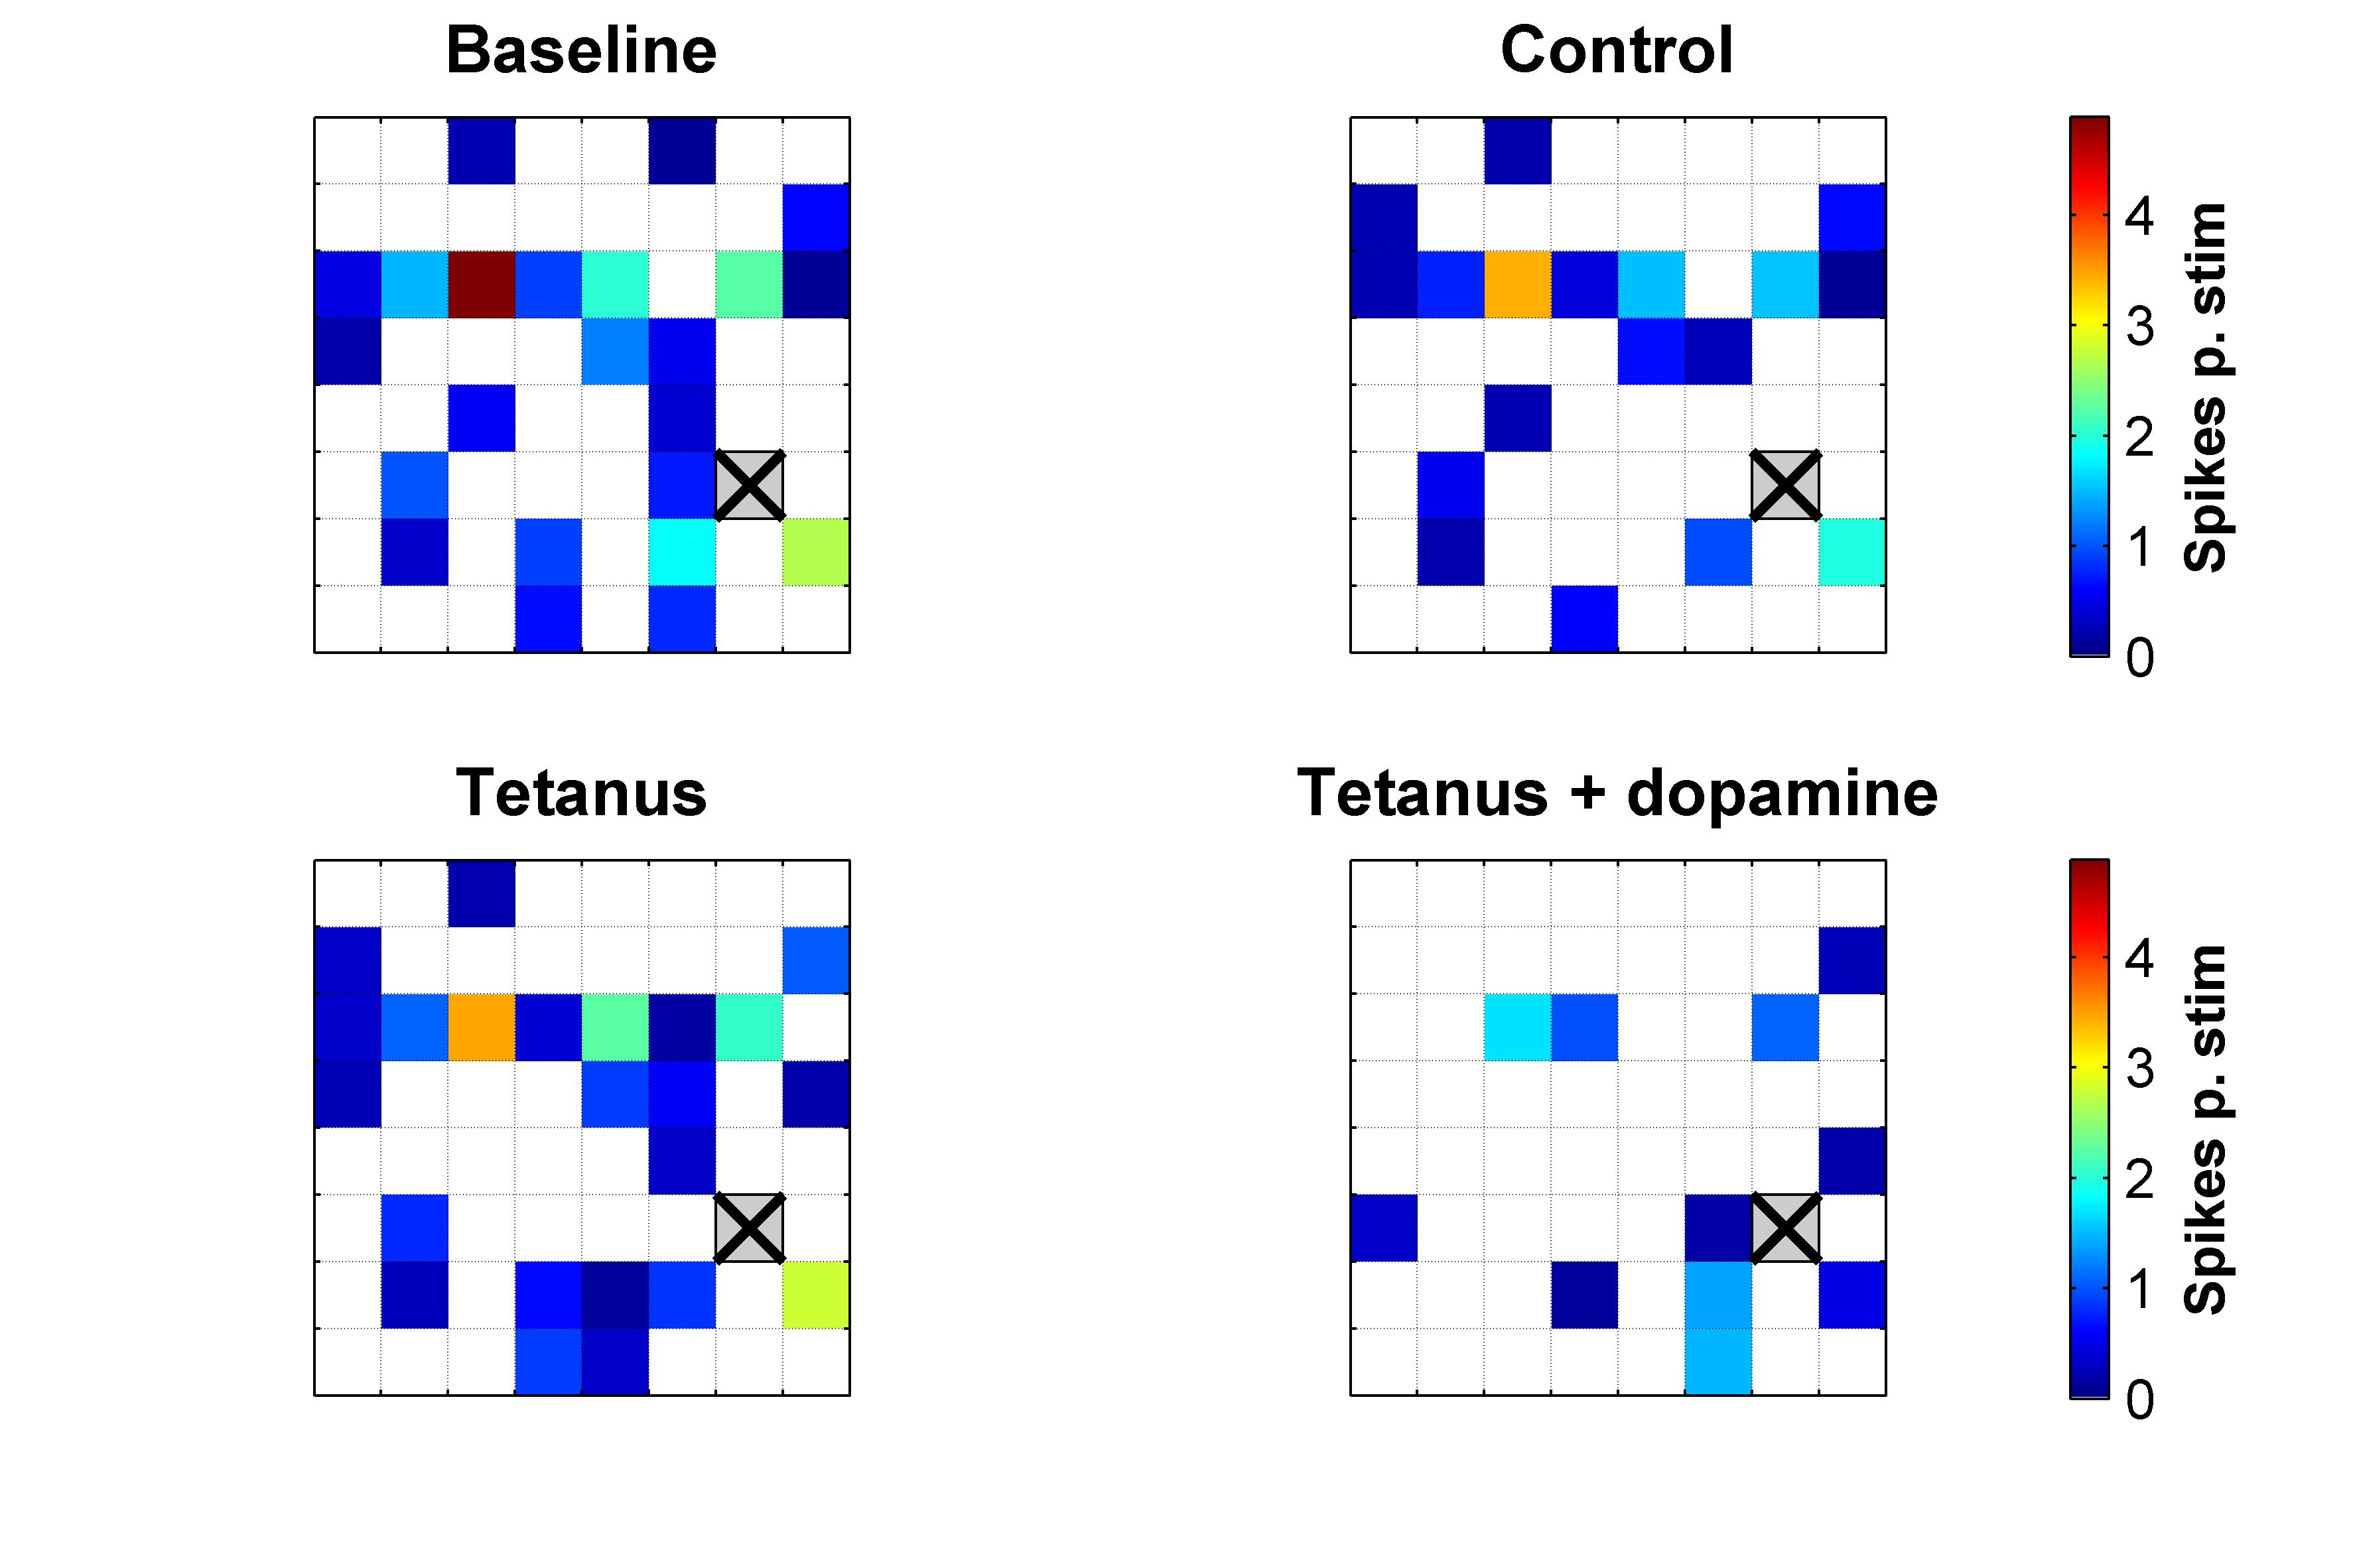 Baseline
Control
4
3
2
1
0
Spikes p. stim
Tetanus
Tetanus + dopamine
4
3
2
1
0
Spikes p. stim